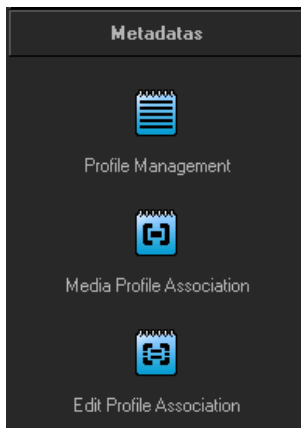 Metadatas
Profile Management
Media Profile Association
Edit Profile Association